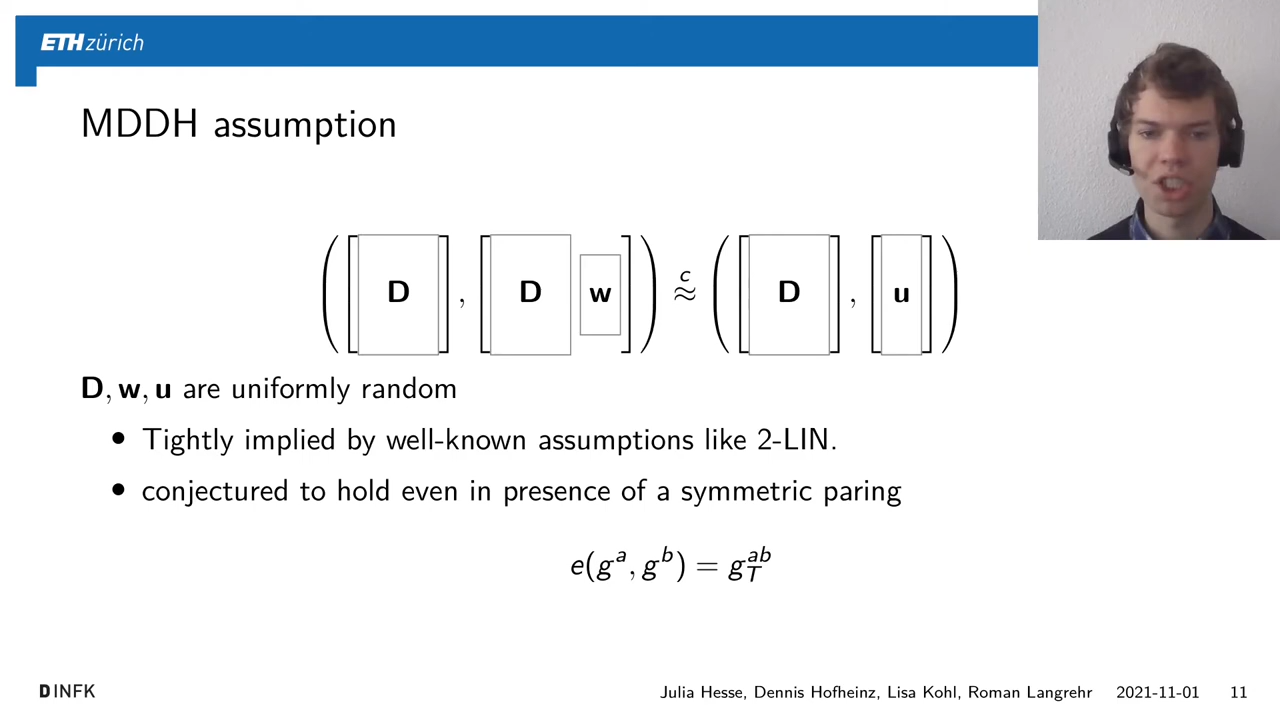 ETH zürich
MDDH assumption
([D], [D w]) ≈ᶜ ([D], [u])
D, w, u are uniformly random
• Tightly implied by well-known assumptions like 2-LIN.
• conjectured to hold even in presence of a symmetric paring
e(gᵃ, gᵇ) = g_T^{ab}
D INFK
Julia Hesse, Dennis Hofheinz, Lisa Kohl, Roman Langrehr 2021-11-01 11